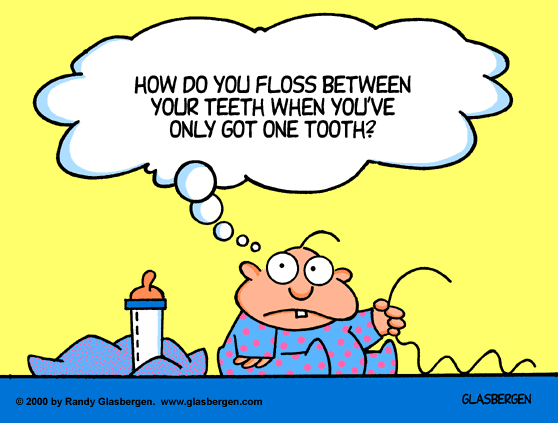 HOW DO YOU FLOSS BETWEEN
YOUR TEETH WHEN YOU'VE
ONLY GOT ONE TOOTH?
GLASBERGEN
© 2000 by Randy Glasbergen. www.glasbergen.com